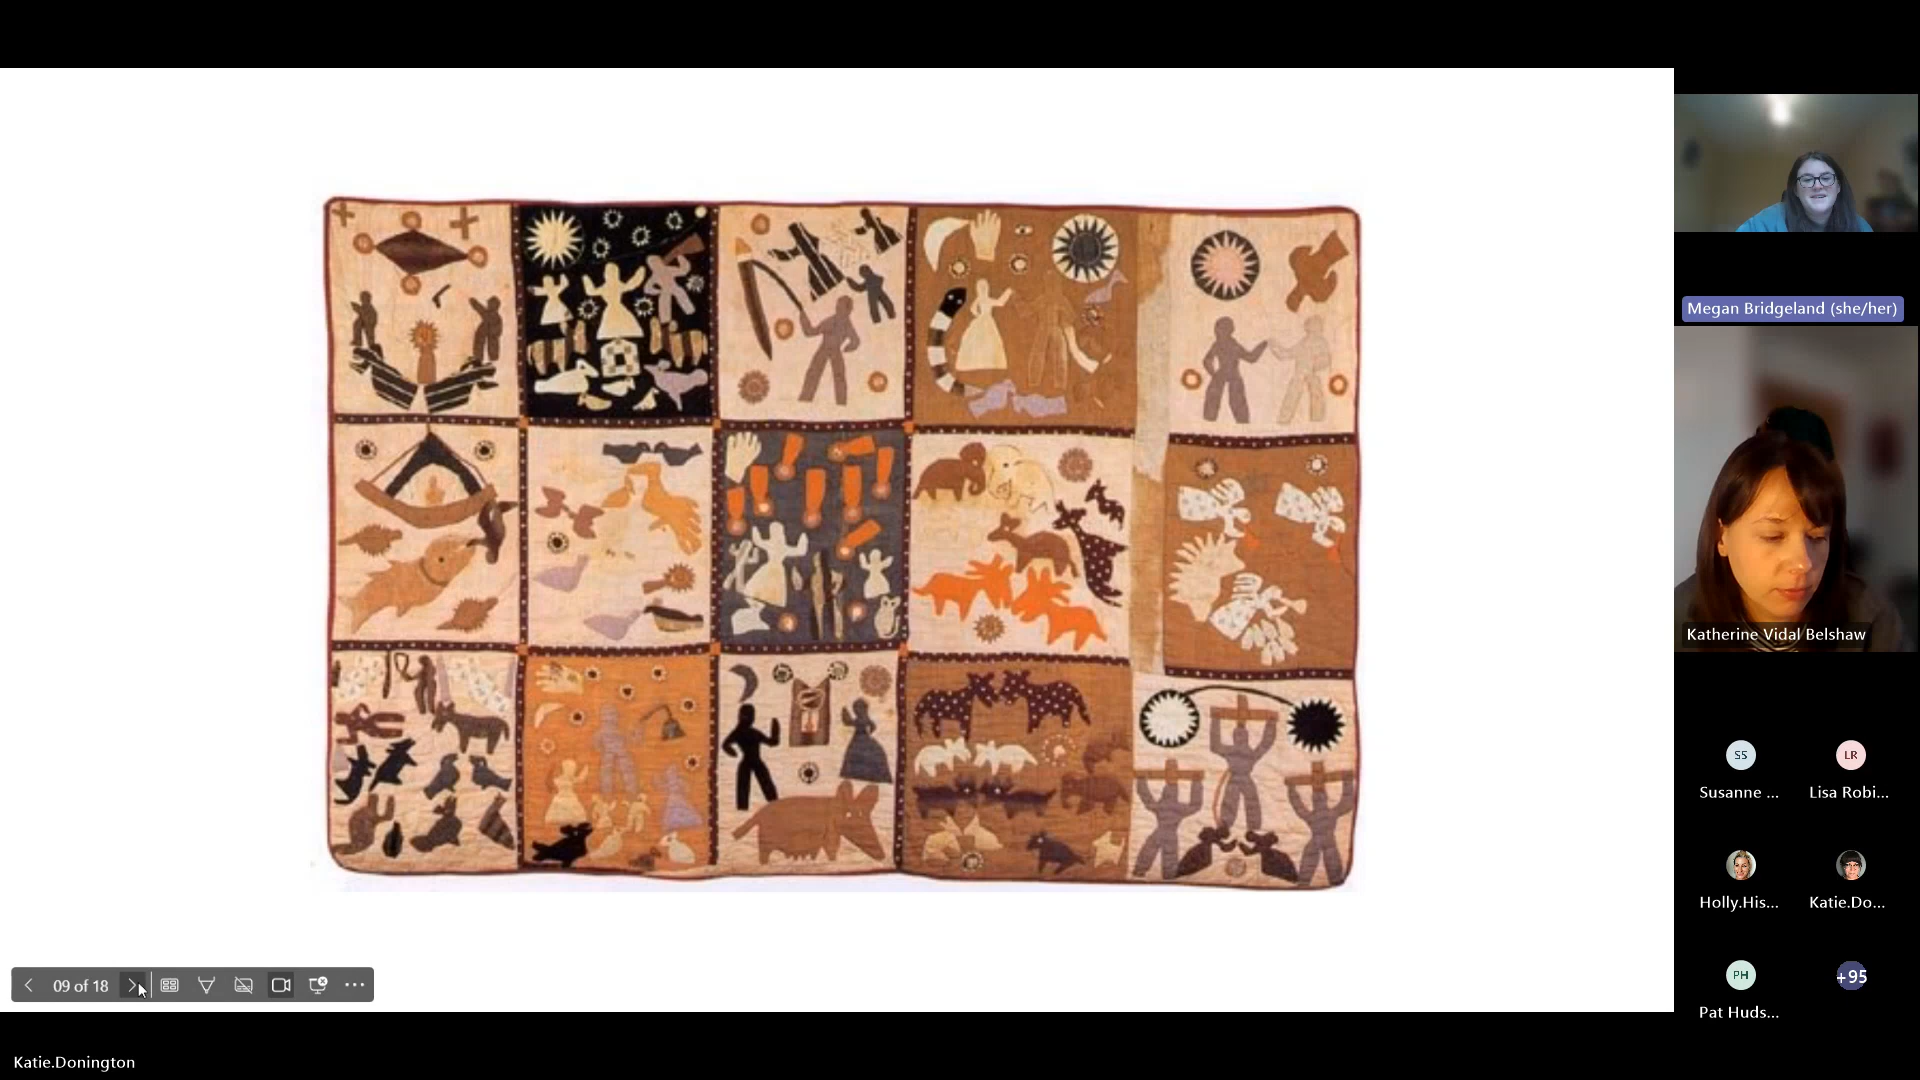 Megan Bridgeland (she/her)
Katherine Vidal Belshaw
SS
LR
Susanne ...
Lisa Robi...
Holly.His...
Katie.Do...
PH
+95
Pat Huds...
09 of 18
Katie.Donington